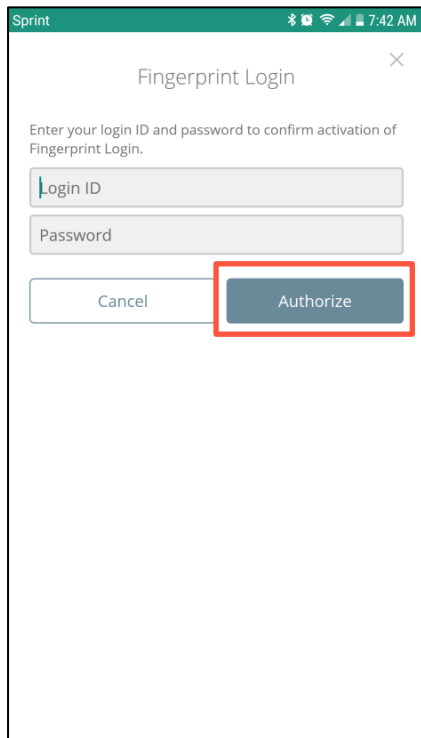 Sprint 7:42 AM
Fingerprint Login
Enter your login ID and password to confirm activation of
Fingerprint Login.
Login ID
Password
Cancel Authorize